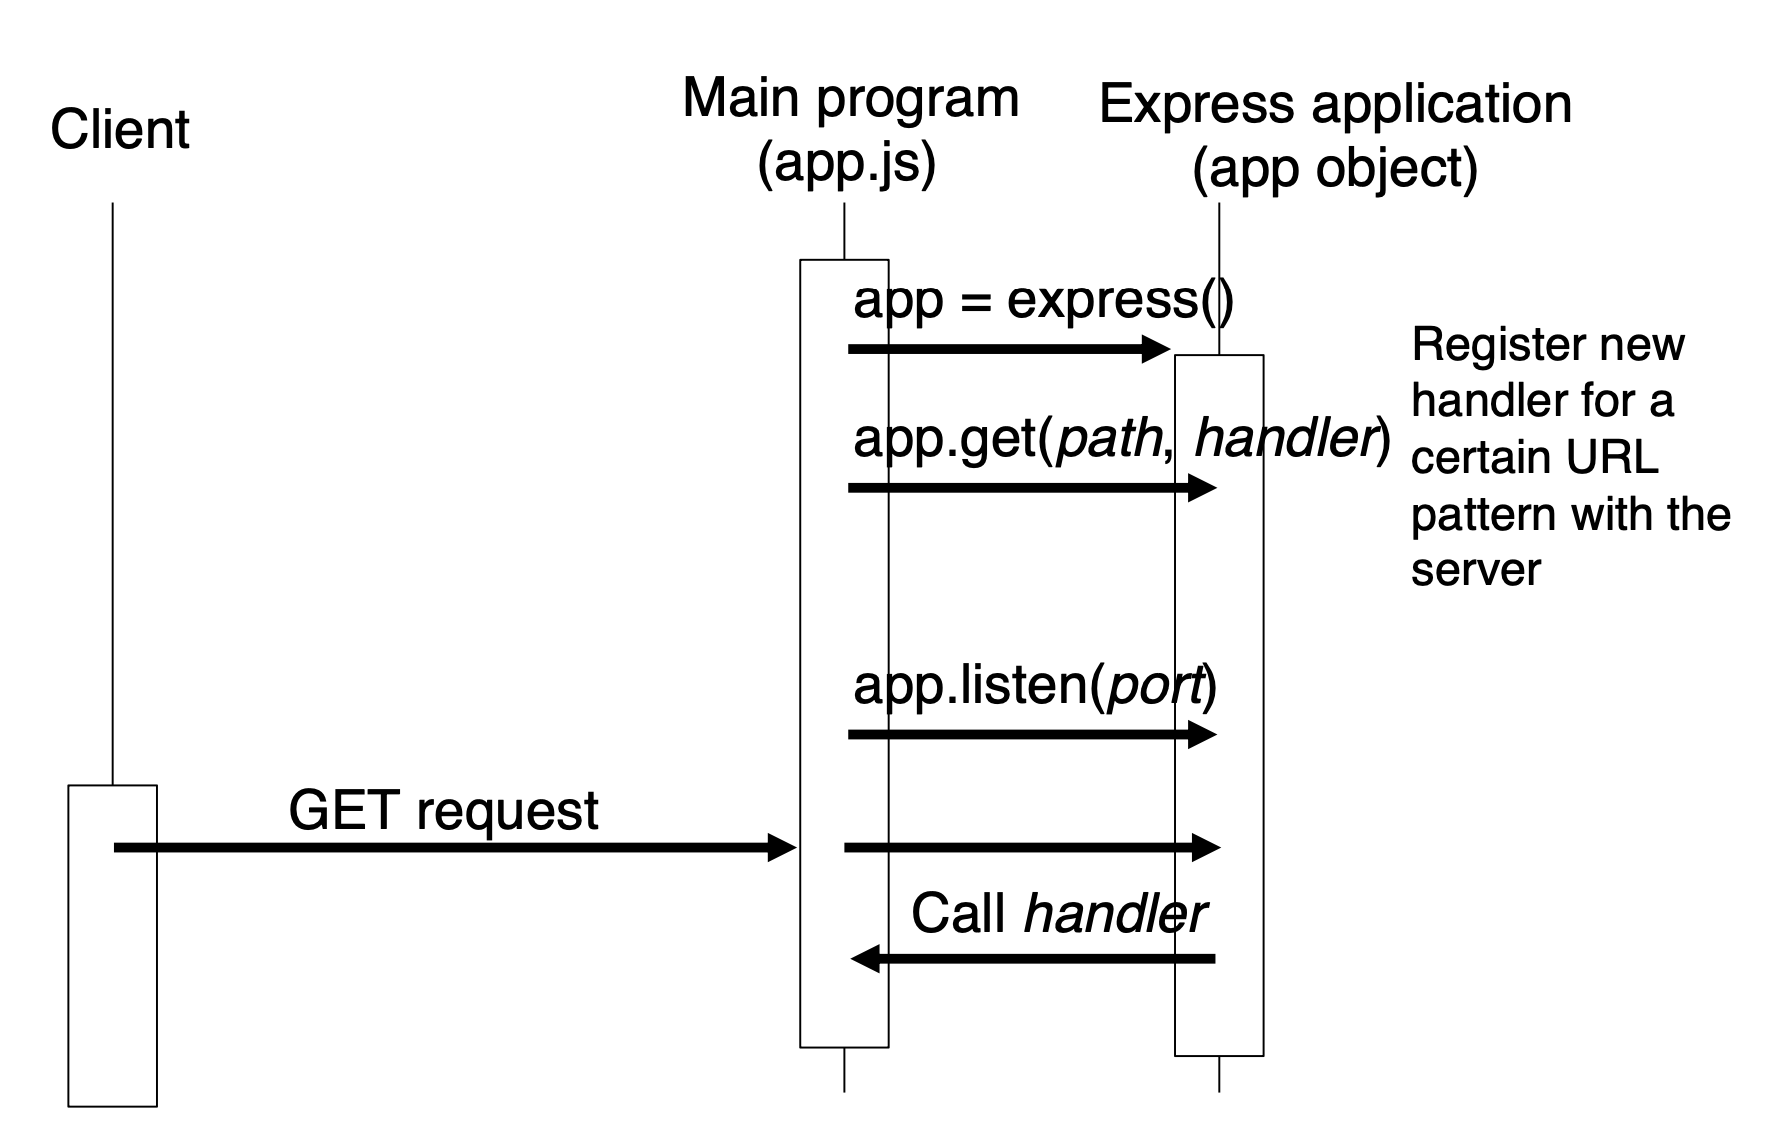 Client
Main program
(app.js)
Express application
(app object)
app = express()
Register new
handler for a
certain URL
pattern with the
server
app.get(path, handler)
app.listen(port)
GET request
Call handler